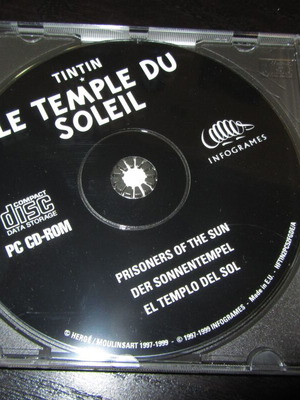 TINTIN
LE TEMPLE DU
SOLEIL
INFOGRAMES
COMPACT
disc
DATA STORAGE
PC CD-ROM
PRISONERS OF THE SUN
DER SONNENTEMPEL
EL TEMPLO DEL SOL
© HERGÉ / MOULINSART 1997-1999 © 1997-1999 INFOGRAMES
Made in E.U.